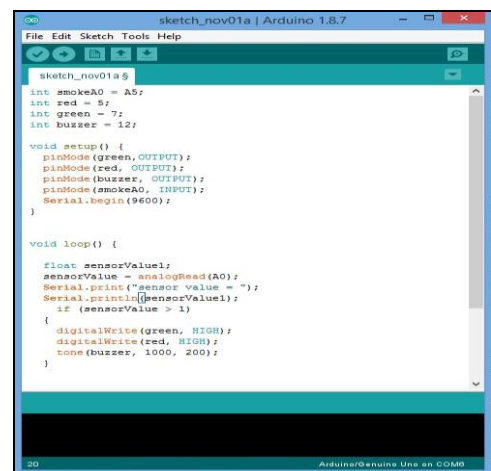 sketch_nov01a | Arduino 1.8.7
File Edit Sketch Tools Help
sketch_nov01a §
int smokeA0 = A5;
int red = 5;
int green = 7;
int buzzer = 12;
void setup() {
pinMode(green,OUTPUT);
pinMode(red, OUTPUT);
pinMode(buzzer, OUTPUT);
pinMode(smokeA0, INPUT);
Serial.begin(9600);
}
void loop() {
float sensorValue1;
sensorValue = analogRead(A0);
Serial.print("sensor value = ");
Serial.println(sensorValue1);
if (sensorValue > 1)
{
digitalWrite(green, HIGH);
digitalWrite(red, HIGH);
tone(buzzer, 1000, 200);
}
20 Arduino/Genuino Uno on COM6